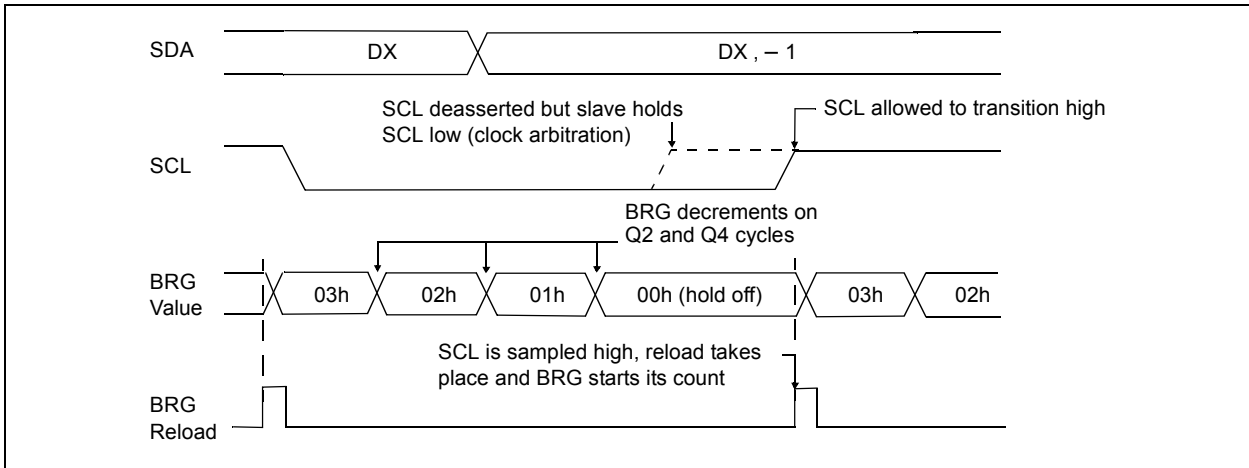 SDA
DX
DX , – 1
SCL deasserted but slave holds
SCL low (clock arbitration)
SCL allowed to transition high
SCL
BRG decrements on
Q2 and Q4 cycles
BRG
Value
03h
02h
01h
00h (hold off)
03h
02h
SCL is sampled high, reload takes
place and BRG starts its count
BRG
Reload